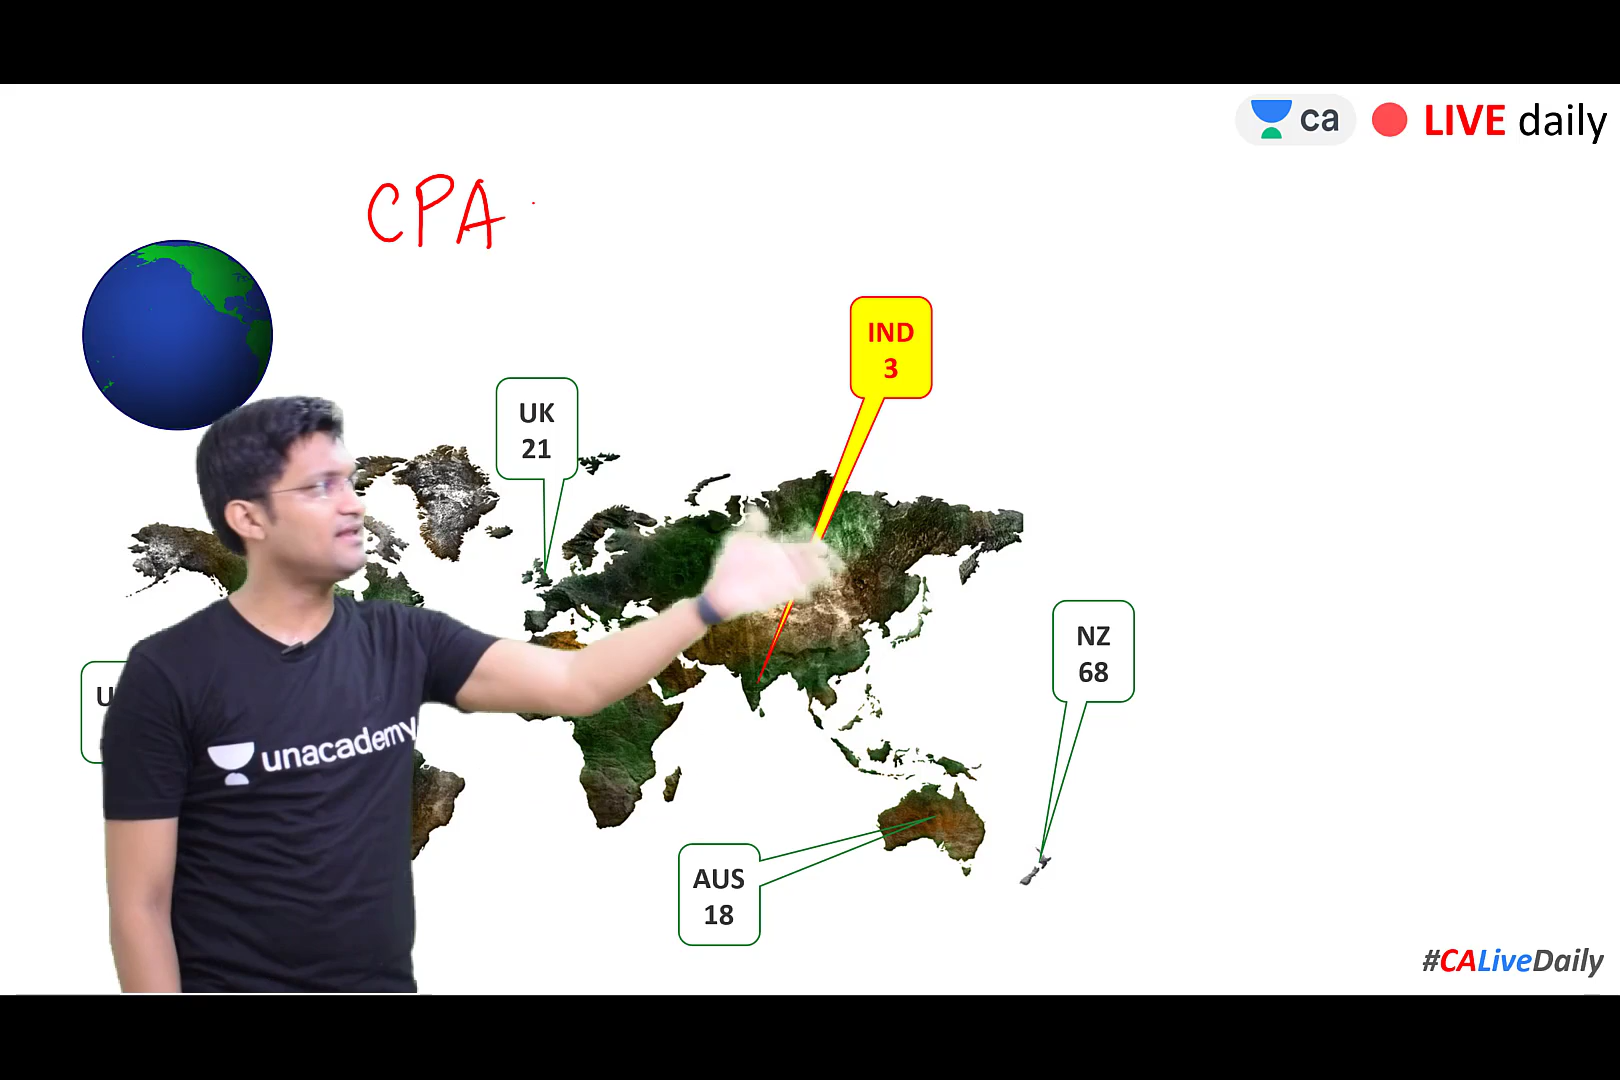 ca LIVE daily
CPA
IND
3
UK
21
NZ
68
U
unacademy
AUS
18
#CALiveDaily